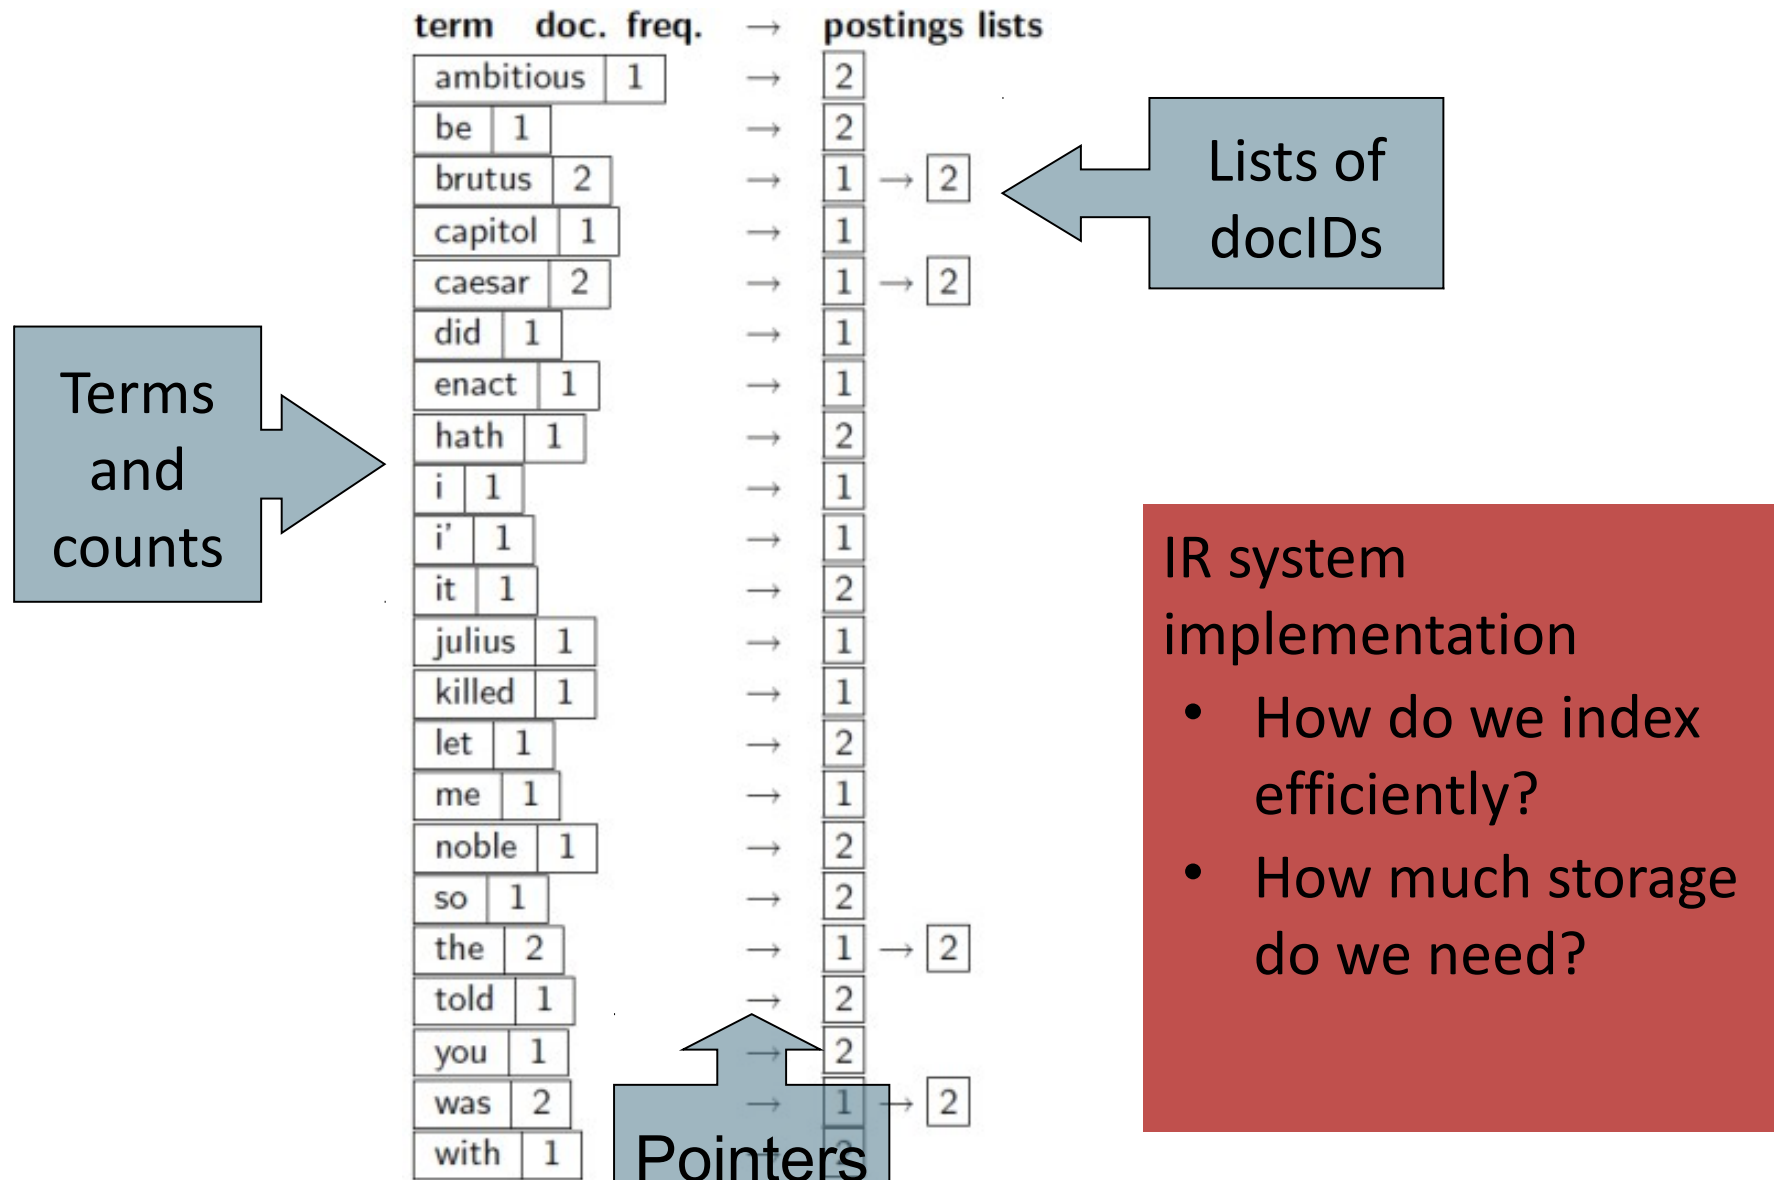 term doc. freq. → postings lists
ambitious 1 → 2
be 1 → 2
brutus 2 → 1 → 2
capitol 1 → 1
caesar 2 → 1 → 2
did 1 → 1
enact 1 → 1
hath 1 → 2
i 1 → 1
i' 1 → 1
it 1 → 2
julius 1 → 1
killed 1 → 1
let 1 → 2
me 1 → 1
noble 1 → 2
so 1 → 2
the 2 → 1 → 2
told 1 → 2
you 1 → 2
was 2 → 1 → 2
with 1 → 2
Lists of
docIDs
Terms
and
counts
Pointers
IR system
implementation
• How do we index
efficiently?
• How much storage
do we need?